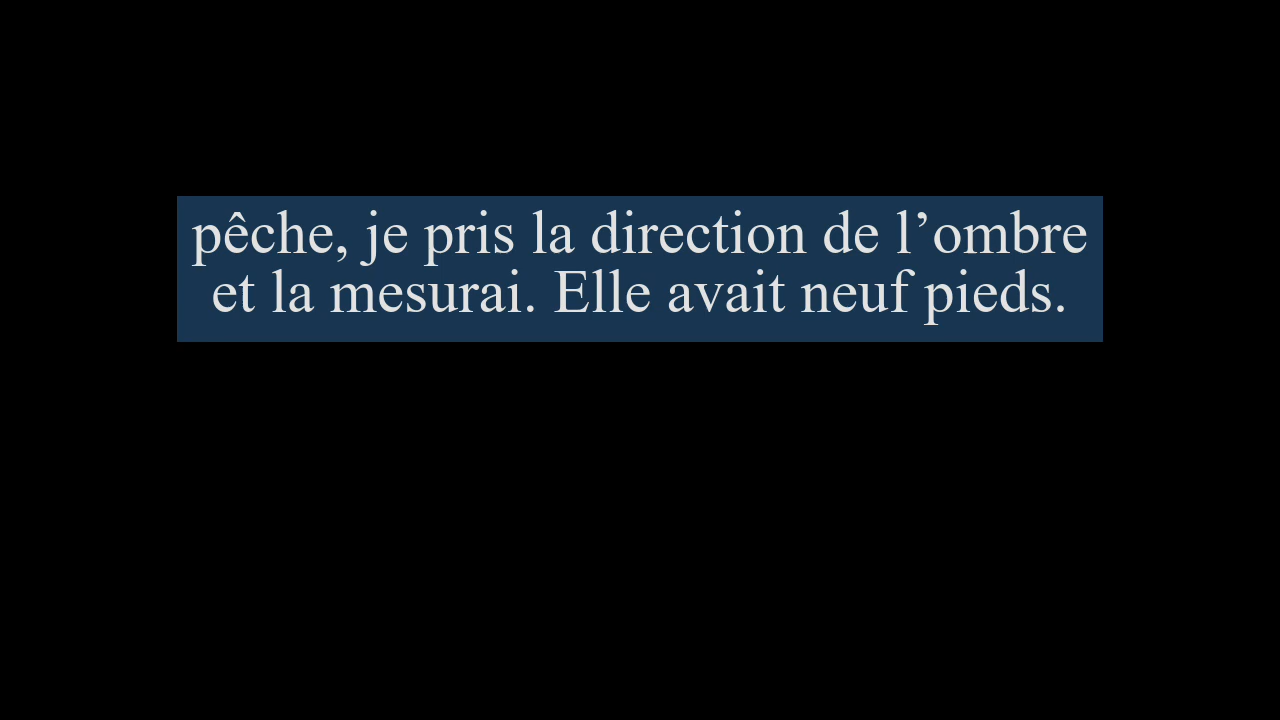 pêche, je pris la direction de l’ombre
et la mesurai. Elle avait neuf pieds.